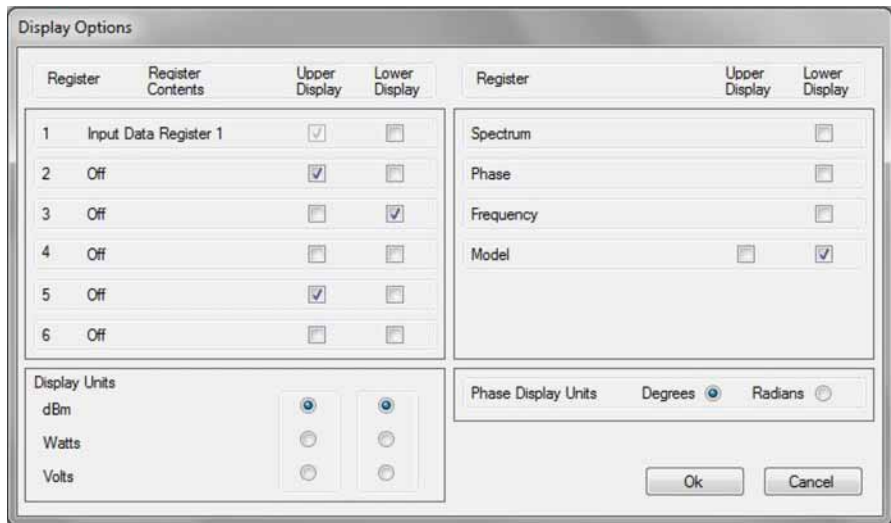 Display Options
Register Register Contents Upper Display Lower Display
1 Input Data Register 1
2 Off
3 Off
4 Off
5 Off
6 Off
Register Upper Display Lower Display
Spectrum
Phase
Frequency
Model
Display Units
dBm
Watts
Volts
Phase Display Units Degrees Radians
Ok Cancel